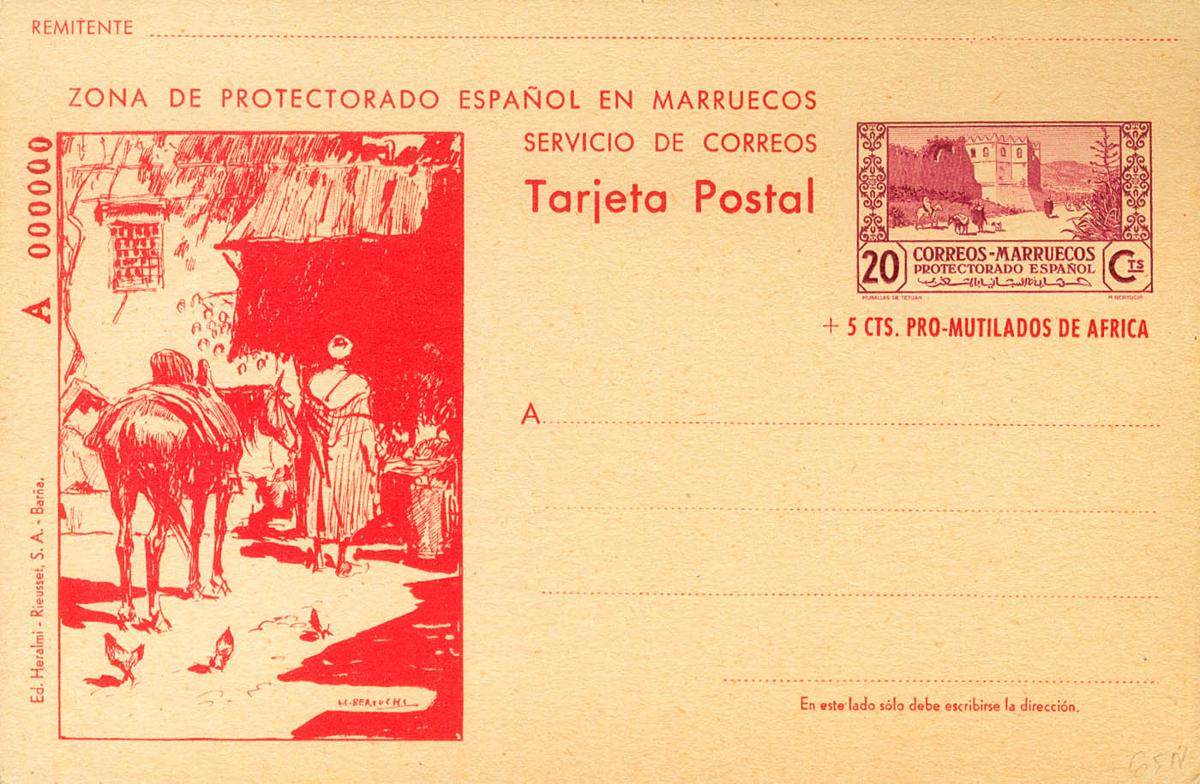 REMITENTE
ZONA DE PROTECTORADO ESPAÑOL EN MARRUECOS
SERVICIO DE CORREOS
Tarjeta Postal
A 000000
20 CORREOS-MARRUECOS Cts
PROTECTORADO ESPAÑOL
MURALLAS DE TETUAN M. BERTUCHI
+ 5 CTS. PRO-MUTILADOS DE AFRICA
A
M. BERTUCHI
Ed. Heralmi - Rieusset, S. A. - Barña.
En este lado sólo debe escribirse la dirección.